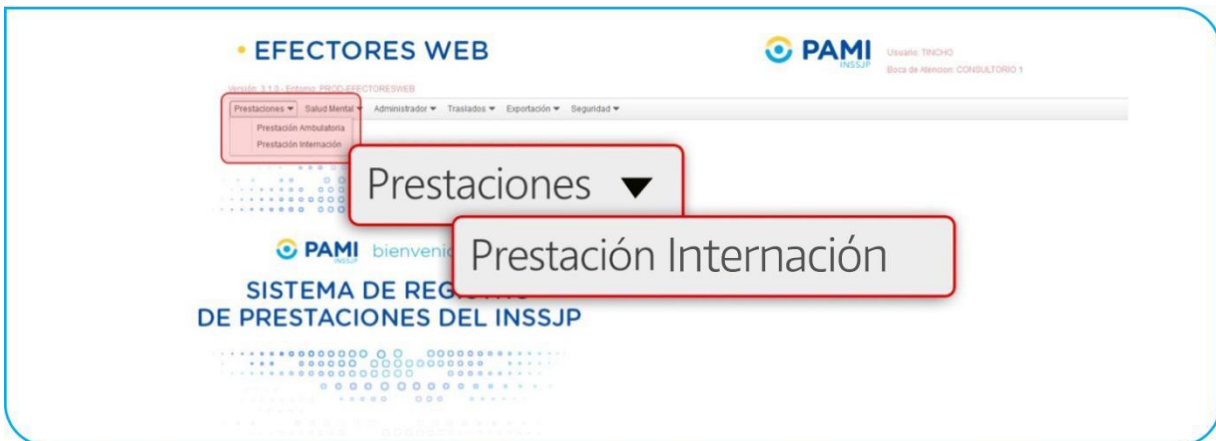 • EFECTORES WEB
PAMI
INSSJP
Usuario: TINCHO
Boca de Atencion: CONSULTORIO 1
Versión: 3.1.0 - Entorno: PROD-EFECTORESWEB
Prestaciones ▼ Salud Mental ▼ Administrador ▼ Traslados ▼ Exportación ▼ Seguridad ▼
Prestación Ambulatoria
Prestación Internación
Prestaciones ▼
Prestación Internación
PAMI bienveni
INSSJP
SISTEMA DE REG
DE PRESTACIONES DEL INSSJP